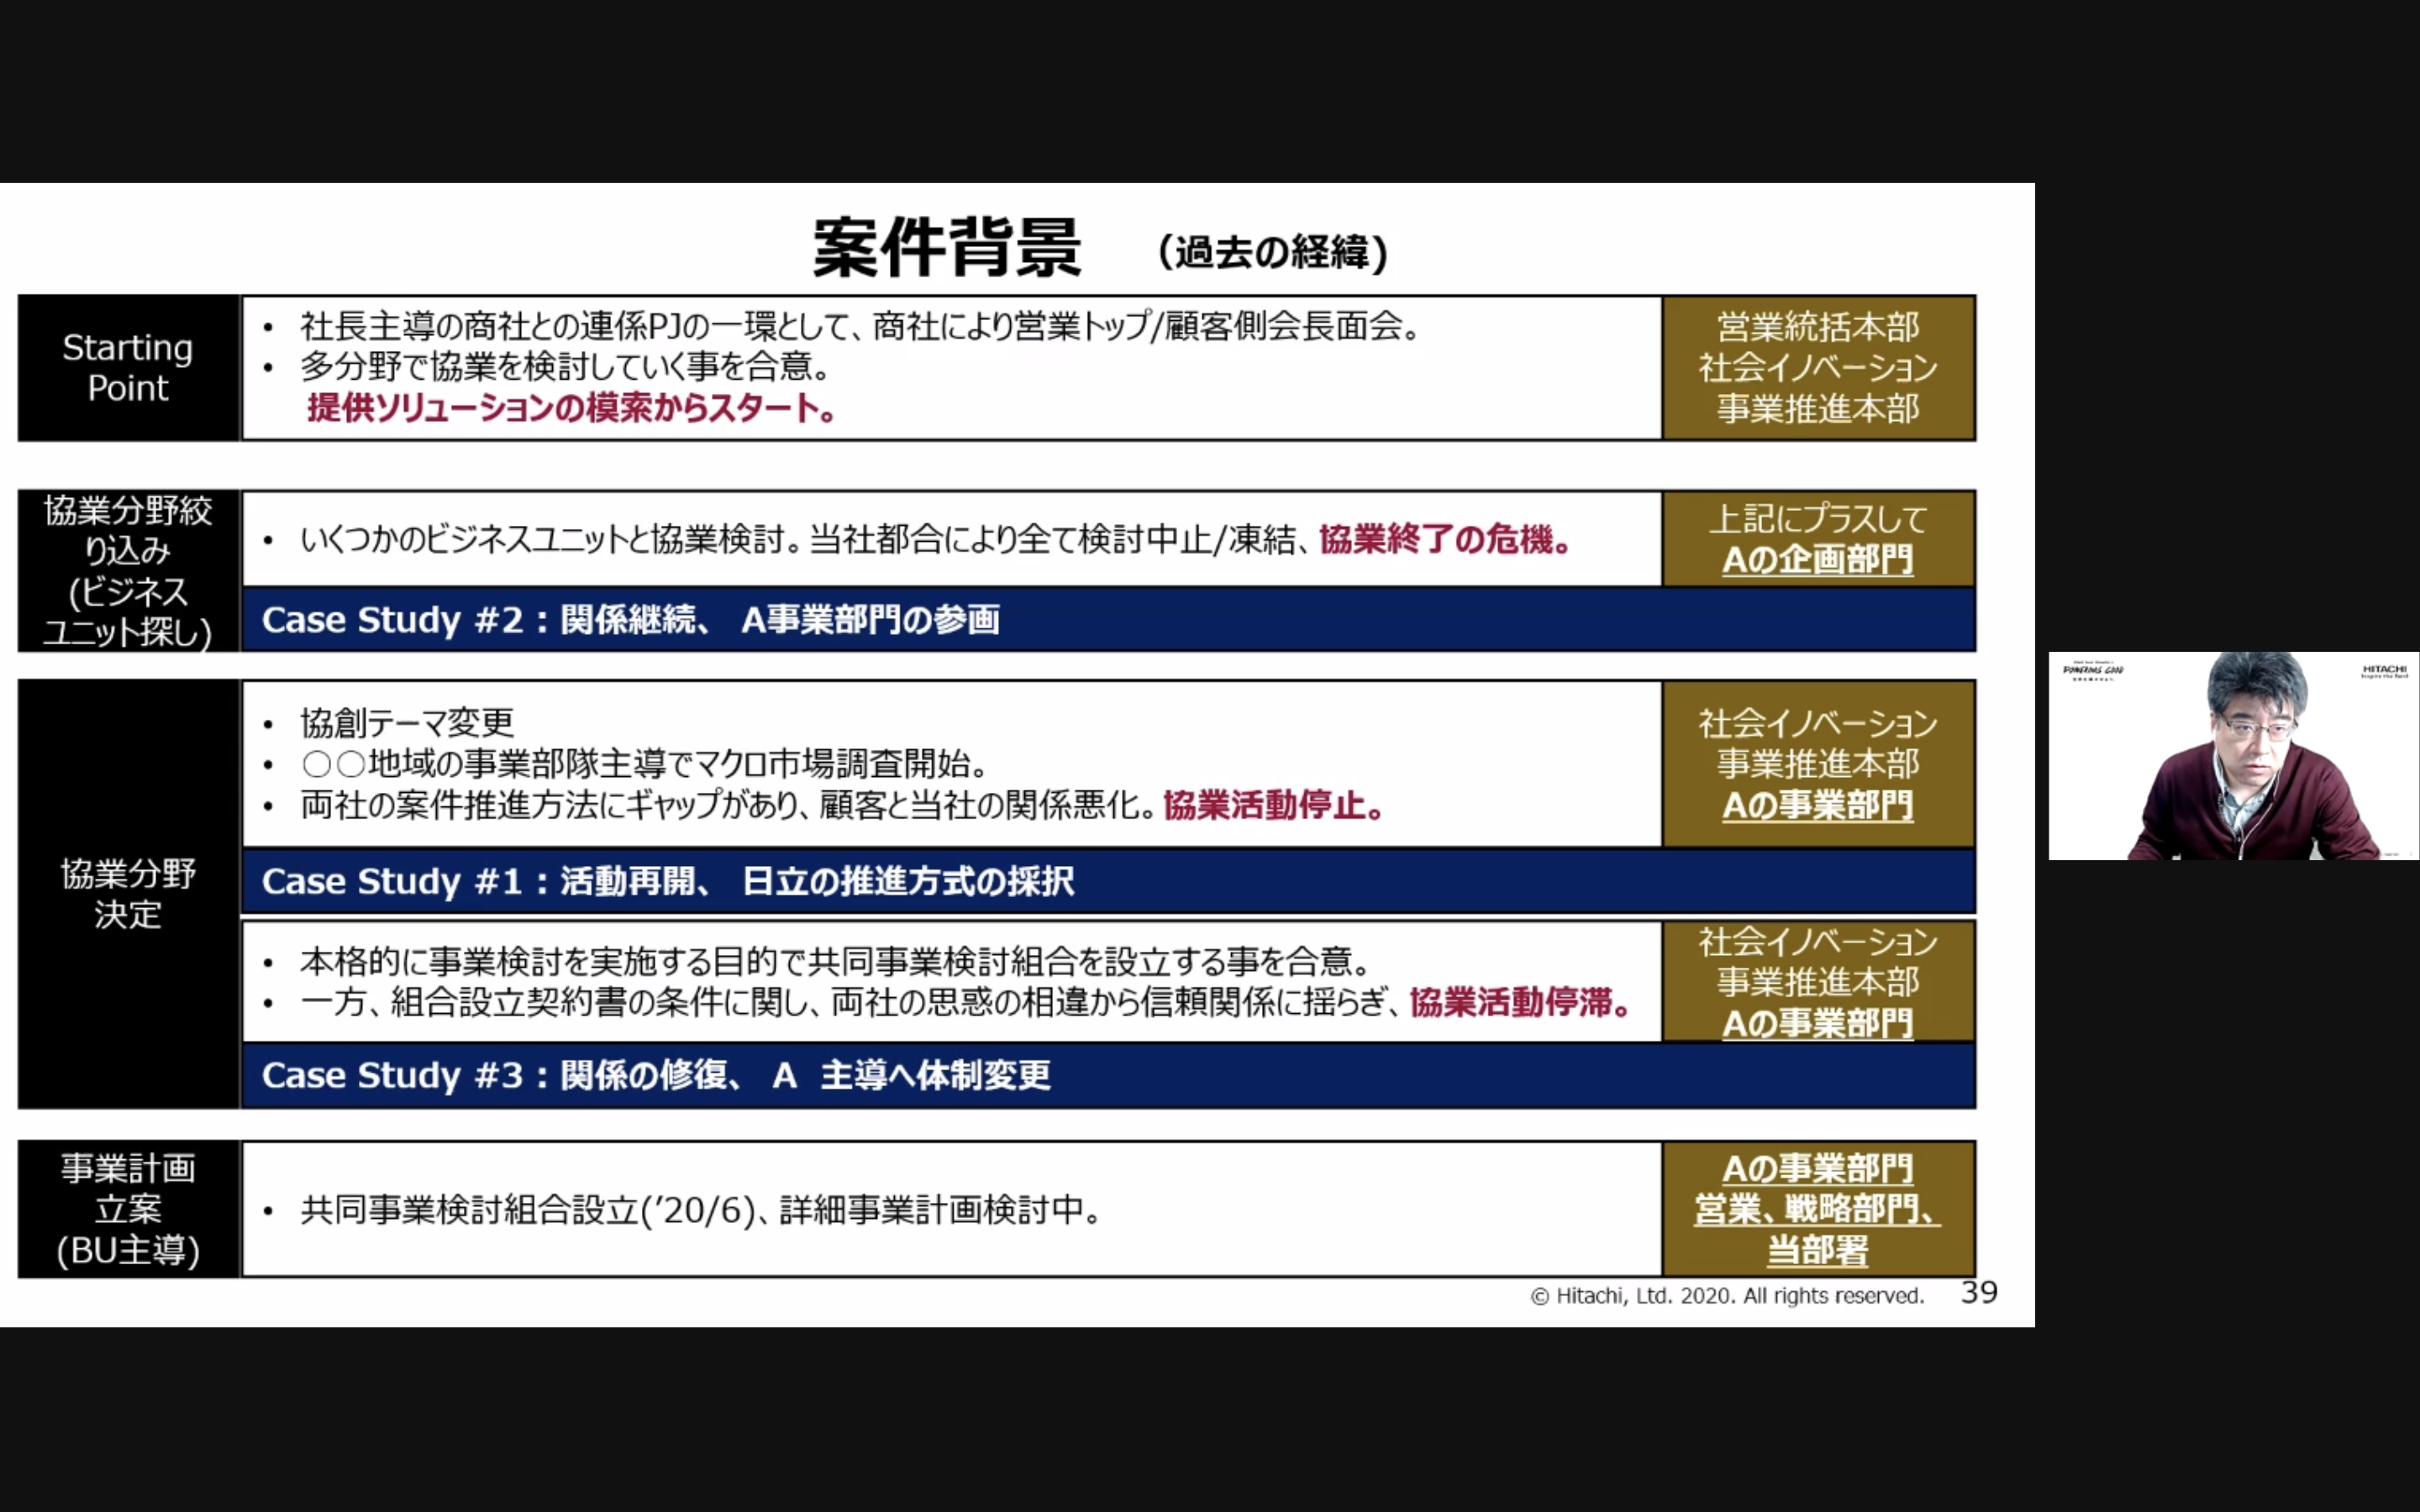 案件背景 （過去の経緯）
Starting
Point
• 社長主導の商社との連係PJの一環として、商社により営業トップ/顧客側会長面会。
• 多分野で協業を検討していく事を合意。
提供ソリューションの模索からスタート。
営業統括本部
社会イノベーション
事業推進本部
協業分野絞
り込み
(ビジネス
ユニット探し)
• いくつかのビジネスユニットと協業検討。当社都合により全て検討中止/凍結、協業終了の危機。
上記にプラスして
Aの企画部門
Case Study #2：関係継続、 A事業部門の参画
協業分野
決定
• 協創テーマ変更
• ○○地域の事業部隊主導でマクロ市場調査開始。
• 両社の案件推進方法にギャップがあり、顧客と当社の関係悪化。協業活動停止。
社会イノベーション
事業推進本部
Aの事業部門
Case Study #1：活動再開、 日立の推進方式の採択
• 本格的に事業検討を実施する目的で共同事業検討組合を設立する事を合意。
• 一方、組合設立契約書の条件に関し、両社の思惑の相違から信頼関係に揺らぎ、協業活動停滞。
社会イノベーション
事業推進本部
Aの事業部門
Case Study #3：関係の修復、 A 主導へ体制変更
事業計画
立案
(BU主導)
• 共同事業検討組合設立(’20/6)、詳細事業計画検討中。
Aの事業部門
営業、戦略部門、
当部署
© Hitachi, Ltd. 2020. All rights reserved. 39
POWERING GOOD
HITACHI
Inspire the Next